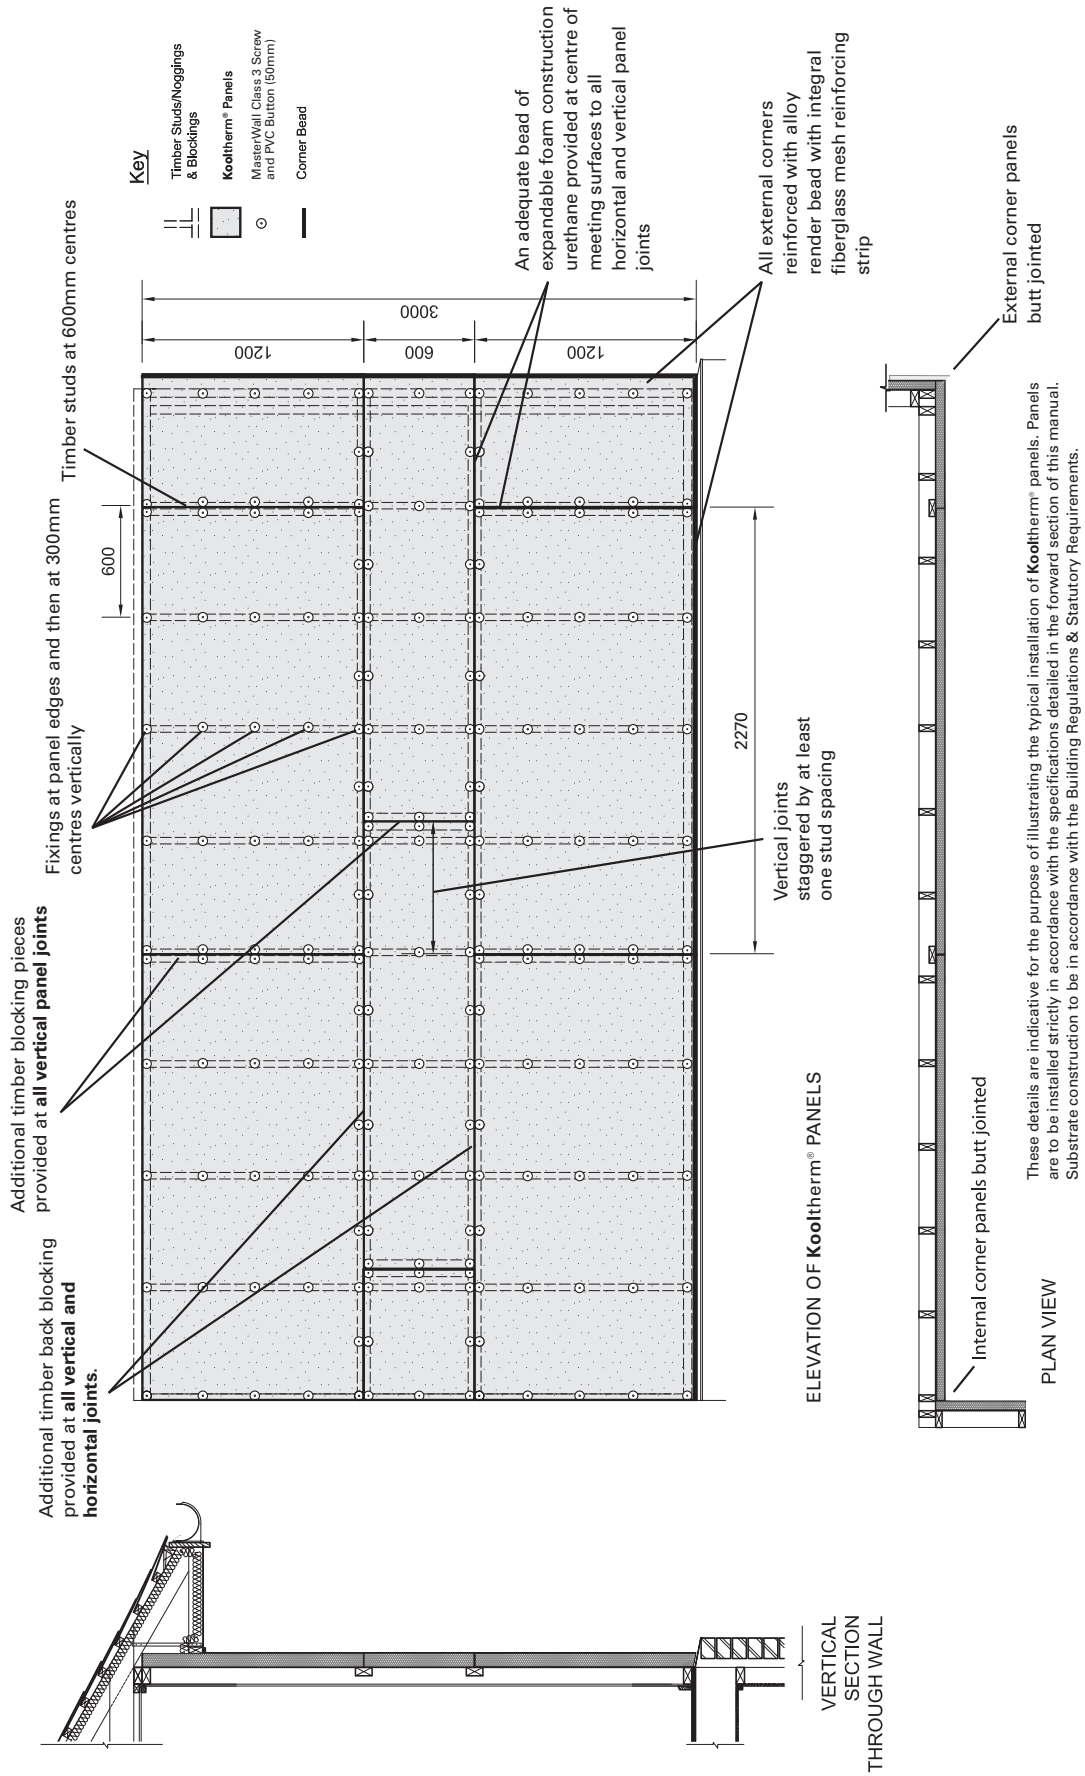 Additional timber back blocking
provided at all vertical and
horizontal joints.
Additional timber blocking pieces
provided at all vertical panel joints
Fixings at panel edges and then at 300mm
centres vertically
Timber studs at 600mm centres
600
Key
Timber Studs/Noggings
& Blockings
Kooltherm® Panels
MasterWall Class 3 Screw
and PVC Button (50mm)
Corner Bead
1200
600
1200
3000
An adequate bead of
expandable foam construction
urethane provided at centre of
meeting surfaces to all
horizontal and vertical panel
joints
All external corners
reinforced with alloy
render bead with integral
fiberglass mesh reinforcing
strip
2270
Vertical joints
staggered by at least
one stud spacing
ELEVATION OF Kooltherm® PANELS
VERTICAL
SECTION
THROUGH WALL
External corner panels
butt jointed
Internal corner panels butt jointed
PLAN VIEW
These details are indicative for the purpose of illustrating the typical installation of Kooltherm® panels. Panels
are to be installed strictly in accordance with the specifications detailed in the forward section of this manual.
Substrate construction to be in accordance with the Building Regulations & Statutory Requirements.